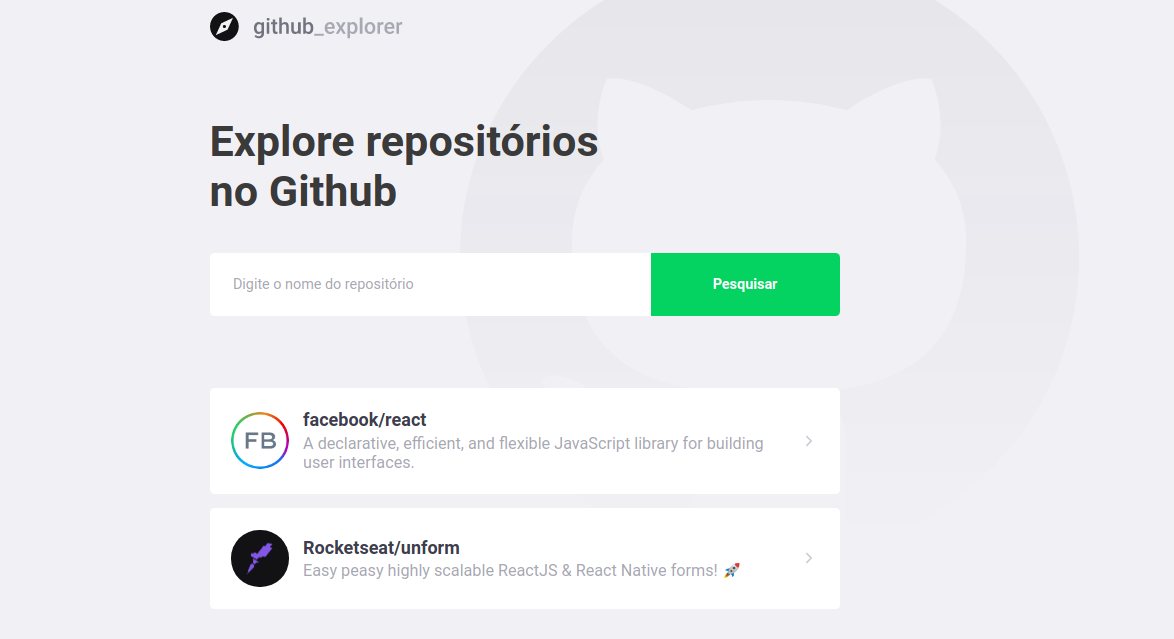 github_explorer
Explore repositórios
no Github
Digite o nome do repositório
Pesquisar
FB
facebook/react
A declarative, efficient, and flexible JavaScript library for building
user interfaces.
Rocketseat/unform
Easy peasy highly scalable ReactJS & React Native forms! 🚀